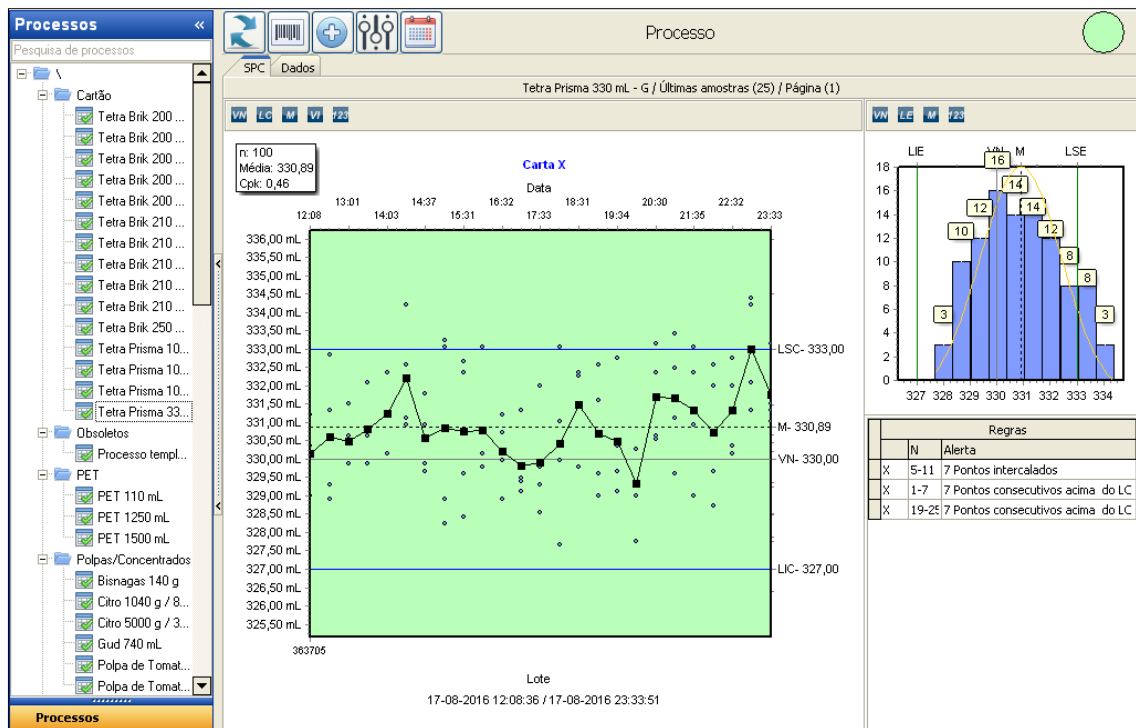 Processos «
Pesquisa de processos
\
Cartão
Tetra Brik 200 ...
Tetra Brik 200 ...
Tetra Brik 200 ...
Tetra Brik 200 ...
Tetra Brik 200 ...
Tetra Brik 210 ...
Tetra Brik 210 ...
Tetra Brik 210 ...
Tetra Brik 210 ...
Tetra Brik 210 ...
Tetra Brik 250 ...
Tetra Prisma 10...
Tetra Prisma 10...
Tetra Prisma 10...
Tetra Prisma 33...
Obsoletos
Processo templ...
PET
PET 110 mL
PET 1250 mL
PET 1500 mL
Polpas/Concentrados
Bisnagas 140 g
Citro 1040 g / 8...
Citro 5000 g / 3...
Gud 740 mL
Polpa de Tomat...
Polpa de Tomat...
Processos
Processo
SPC Dados
Tetra Prisma 330 mL - G / Últimas amostras (25) / Página (1)
VN LC M VI 123
n: 100
Média: 330,89
Cpk: 0,46
Carta X
Data
13:01 14:37 16:32 18:31 20:30 22:32
12:08 14:03 15:31 17:33 19:34 21:35 23:33
336,00 mL
335,50 mL
335,00 mL
334,50 mL
334,00 mL
333,50 mL
333,00 mL
332,50 mL
332,00 mL
331,50 mL
331,00 mL
330,50 mL
330,00 mL
329,50 mL
329,00 mL
328,50 mL
328,00 mL
327,50 mL
327,00 mL
326,50 mL
326,00 mL
325,50 mL
LSC- 333,00
M- 330,89
VN- 330,00
LIC- 327,00
363705
Lote
17-08-2016 12:08:36 / 17-08-2016 23:33:51
VN LE M 123
LIE VN M LSE
18
16
14
12
10
8
6
4
2
0
3 10 12 16 14 14 12 8 8 3
327 328 329 330 331 332 333 334
Regras
N Alerta
X 5-11 7 Pontos intercalados
X 1-7 7 Pontos consecutivos acima do LC
X 19-25 7 Pontos consecutivos acima do LC